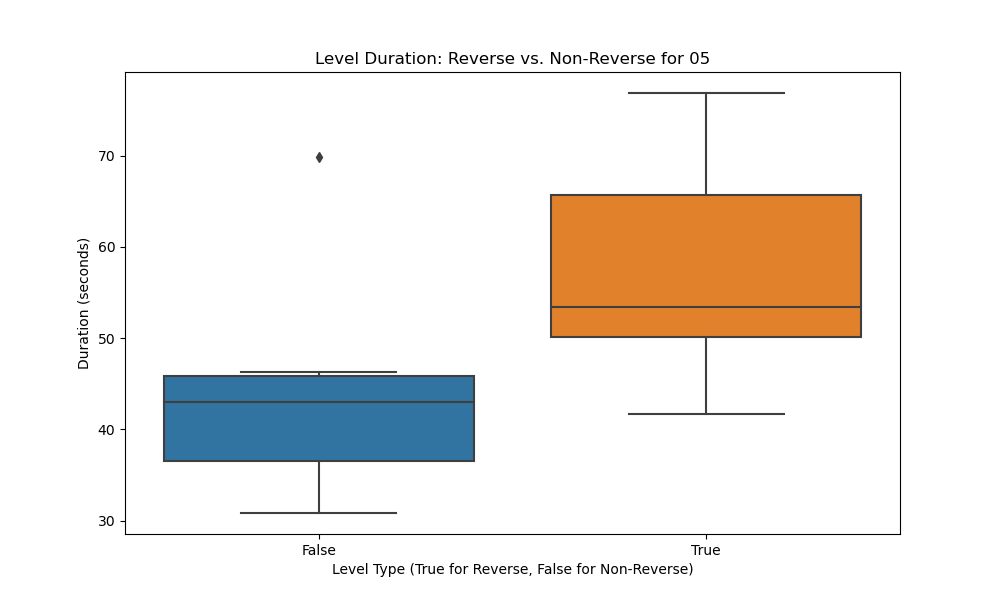 Level Duration: Reverse vs. Non-Reverse for 05
Duration (seconds)
70
60
50
40
30
False
True
Level Type (True for Reverse, False for Non-Reverse)